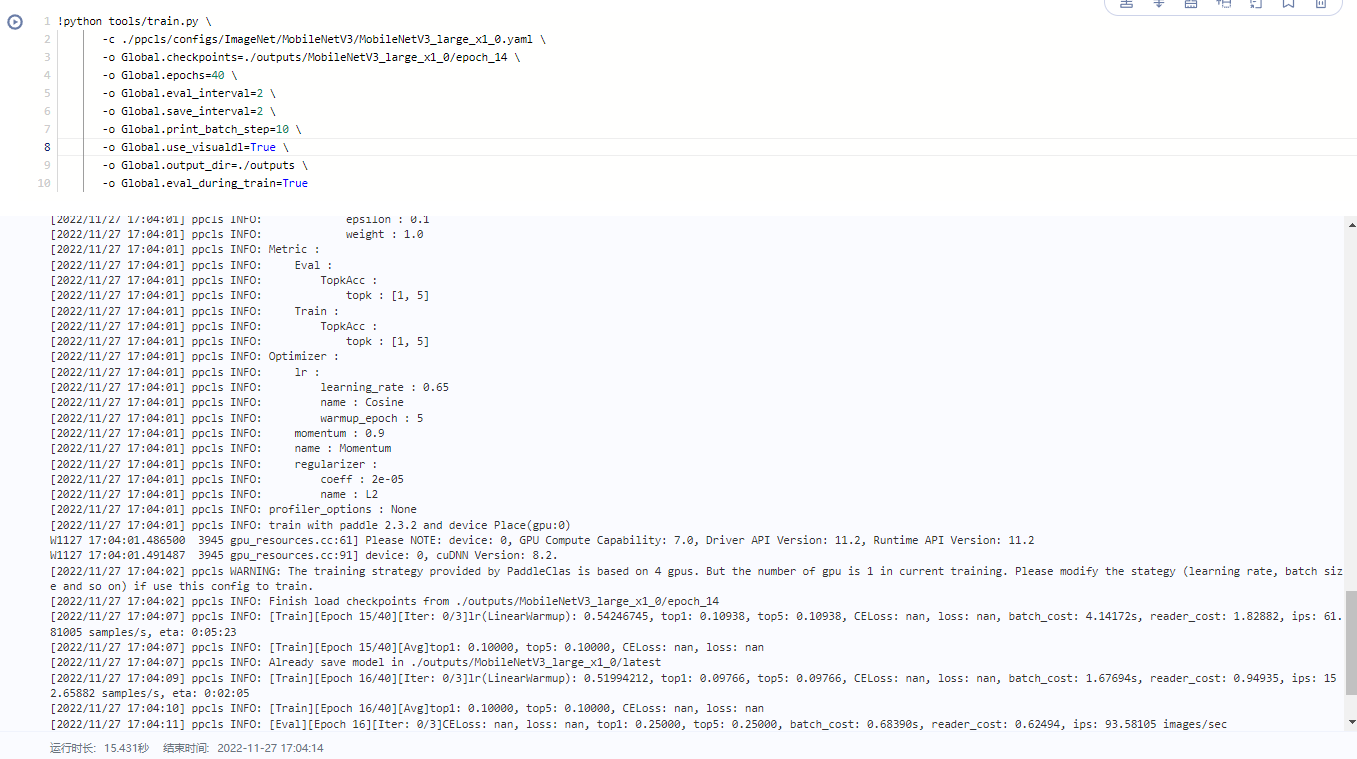 1 !python tools/train.py \
2 -c ./ppcls/configs/ImageNet/MobileNetV3/MobileNetV3_large_x1_0.yaml \
3 -o Global.checkpoints=./outputs/MobileNetV3_large_x1_0/epoch_14 \
4 -o Global.epochs=40 \
5 -o Global.eval_interval=2 \
6 -o Global.save_interval=2 \
7 -o Global.print_batch_step=10 \
8 -o Global.use_visualdl=True \
9 -o Global.output_dir=./outputs \
10 -o Global.eval_during_train=True
[2022/11/27 17:04:01] ppcls INFO: epsilon : 0.1
[2022/11/27 17:04:01] ppcls INFO: weight : 1.0
[2022/11/27 17:04:01] ppcls INFO: Metric :
[2022/11/27 17:04:01] ppcls INFO: Eval :
[2022/11/27 17:04:01] ppcls INFO: TopkAcc :
[2022/11/27 17:04:01] ppcls INFO: topk : [1, 5]
[2022/11/27 17:04:01] ppcls INFO: Train :
[2022/11/27 17:04:01] ppcls INFO: TopkAcc :
[2022/11/27 17:04:01] ppcls INFO: topk : [1, 5]
[2022/11/27 17:04:01] ppcls INFO: Optimizer :
[2022/11/27 17:04:01] ppcls INFO: lr :
[2022/11/27 17:04:01] ppcls INFO: learning_rate : 0.65
[2022/11/27 17:04:01] ppcls INFO: name : Cosine
[2022/11/27 17:04:01] ppcls INFO: warmup_epoch : 5
[2022/11/27 17:04:01] ppcls INFO: momentum : 0.9
[2022/11/27 17:04:01] ppcls INFO: name : Momentum
[2022/11/27 17:04:01] ppcls INFO: regularizer :
[2022/11/27 17:04:01] ppcls INFO: coeff : 2e-05
[2022/11/27 17:04:01] ppcls INFO: name : L2
[2022/11/27 17:04:01] ppcls INFO: profiler_options : None
[2022/11/27 17:04:01] ppcls INFO: train with paddle 2.3.2 and device Place(gpu:0)
W1127 17:04:01.486500 3945 gpu_resources.cc:61] Please NOTE: device: 0, GPU Compute Capability: 7.0, Driver API Version: 11.2, Runtime API Version: 11.2
W1127 17:04:01.491487 3945 gpu_resources.cc:91] device: 0, cuDNN Version: 8.2.
[2022/11/27 17:04:02] ppcls WARNING: The training strategy provided by PaddleClas is based on 4 gpus. But the number of gpu is 1 in current training. Please modify the stategy (learning rate, batch siz
e and so on) if use this config to train.
[2022/11/27 17:04:02] ppcls INFO: Finish load checkpoints from ./outputs/MobileNetV3_large_x1_0/epoch_14
[2022/11/27 17:04:07] ppcls INFO: [Train][Epoch 15/40][Iter: 0/3]lr(LinearWarmup): 0.54246745, top1: 0.10938, top5: 0.10938, CELoss: nan, loss: nan, batch_cost: 4.14172s, reader_cost: 1.82882, ips: 61.
81005 samples/s, eta: 0:05:23
[2022/11/27 17:04:07] ppcls INFO: [Train][Epoch 15/40][Avg]top1: 0.10000, top5: 0.10000, CELoss: nan, loss: nan
[2022/11/27 17:04:07] ppcls INFO: Already save model in ./outputs/MobileNetV3_large_x1_0/latest
[2022/11/27 17:04:09] ppcls INFO: [Train][Epoch 16/40][Iter: 0/3]lr(LinearWarmup): 0.51994212, top1: 0.09766, top5: 0.09766, CELoss: nan, loss: nan, batch_cost: 1.67694s, reader_cost: 0.94935, ips: 15
2.65882 samples/s, eta: 0:02:05
[2022/11/27 17:04:10] ppcls INFO: [Train][Epoch 16/40][Avg]top1: 0.10000, top5: 0.10000, CELoss: nan, loss: nan
[2022/11/27 17:04:11] ppcls INFO: [Eval][Epoch 16][Iter: 0/3]CELoss: nan, loss: nan, top1: 0.25000, top5: 0.25000, batch_cost: 0.68390s, reader_cost: 0.62494, ips: 93.58105 images/sec
运行时长: 15.431秒 结束时间: 2022-11-27 17:04:14